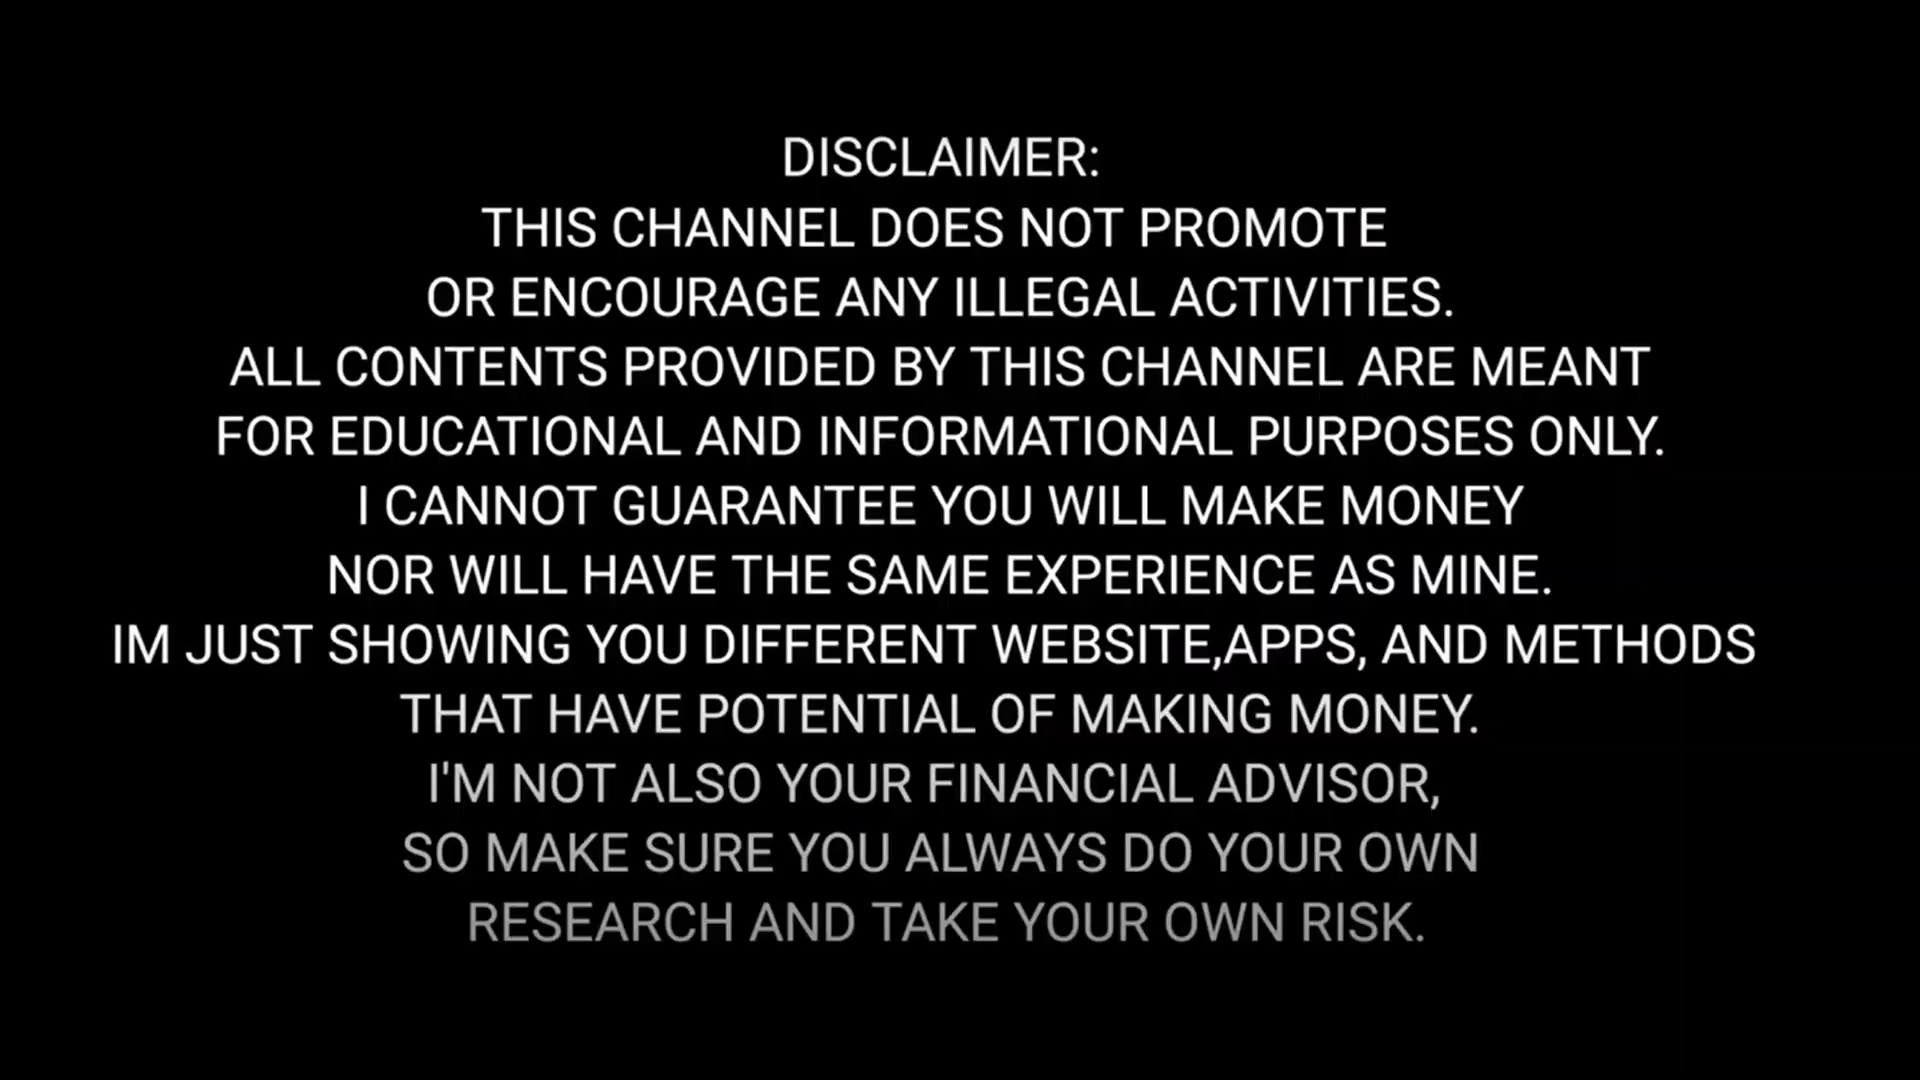 DISCLAIMER:
THIS CHANNEL DOES NOT PROMOTE
OR ENCOURAGE ANY ILLEGAL ACTIVITIES.
ALL CONTENTS PROVIDED BY THIS CHANNEL ARE MEANT
FOR EDUCATIONAL AND INFORMATIONAL PURPOSES ONLY.
I CANNOT GUARANTEE YOU WILL MAKE MONEY
NOR WILL HAVE THE SAME EXPERIENCE AS MINE.
IM JUST SHOWING YOU DIFFERENT WEBSITE,APPS, AND METHODS
THAT HAVE POTENTIAL OF MAKING MONEY.
I'M NOT ALSO YOUR FINANCIAL ADVISOR,
SO MAKE SURE YOU ALWAYS DO YOUR OWN
RESEARCH AND TAKE YOUR OWN RISK.